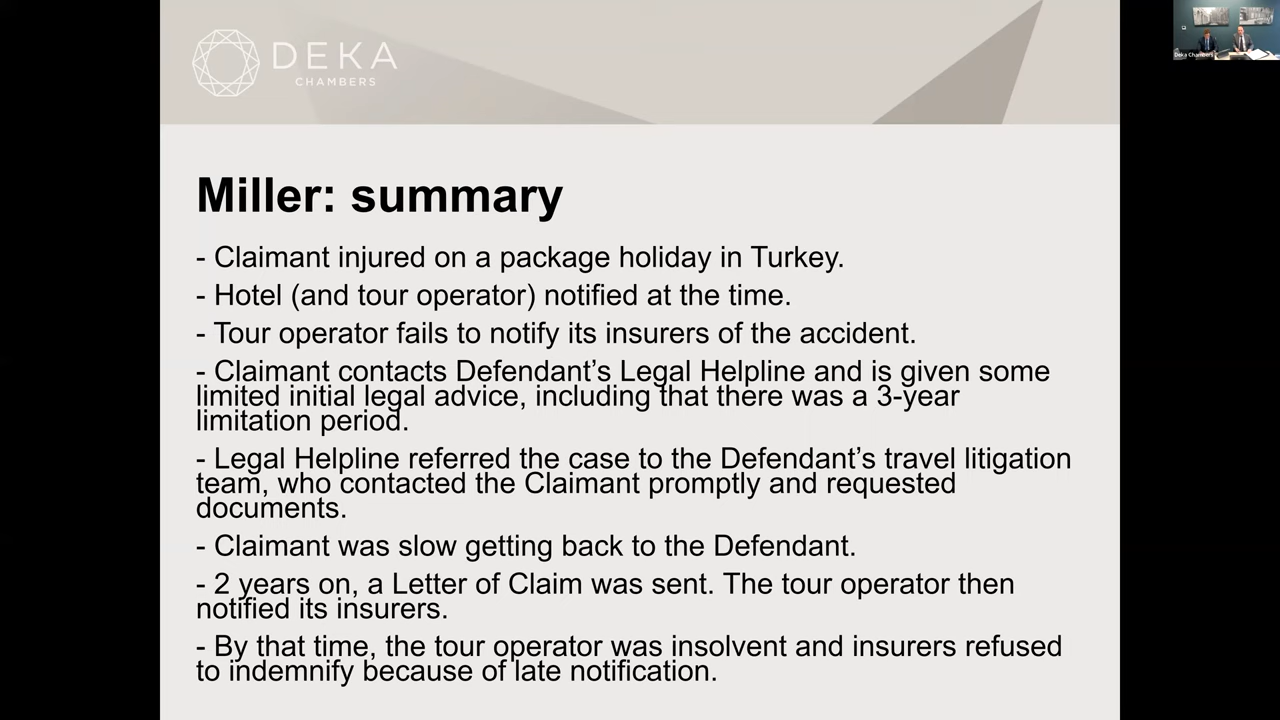 DEKA
CHAMBERS
Deka Chambers
Miller: summary
- Claimant injured on a package holiday in Turkey.
- Hotel (and tour operator) notified at the time.
- Tour operator fails to notify its insurers of the accident.
- Claimant contacts Defendant’s Legal Helpline and is given some
limited initial legal advice, including that there was a 3-year
limitation period.
- Legal Helpline referred the case to the Defendant’s travel litigation
team, who contacted the Claimant promptly and requested
documents.
- Claimant was slow getting back to the Defendant.
- 2 years on, a Letter of Claim was sent. The tour operator then
notified its insurers.
- By that time, the tour operator was insolvent and insurers refused
to indemnify because of late notification.